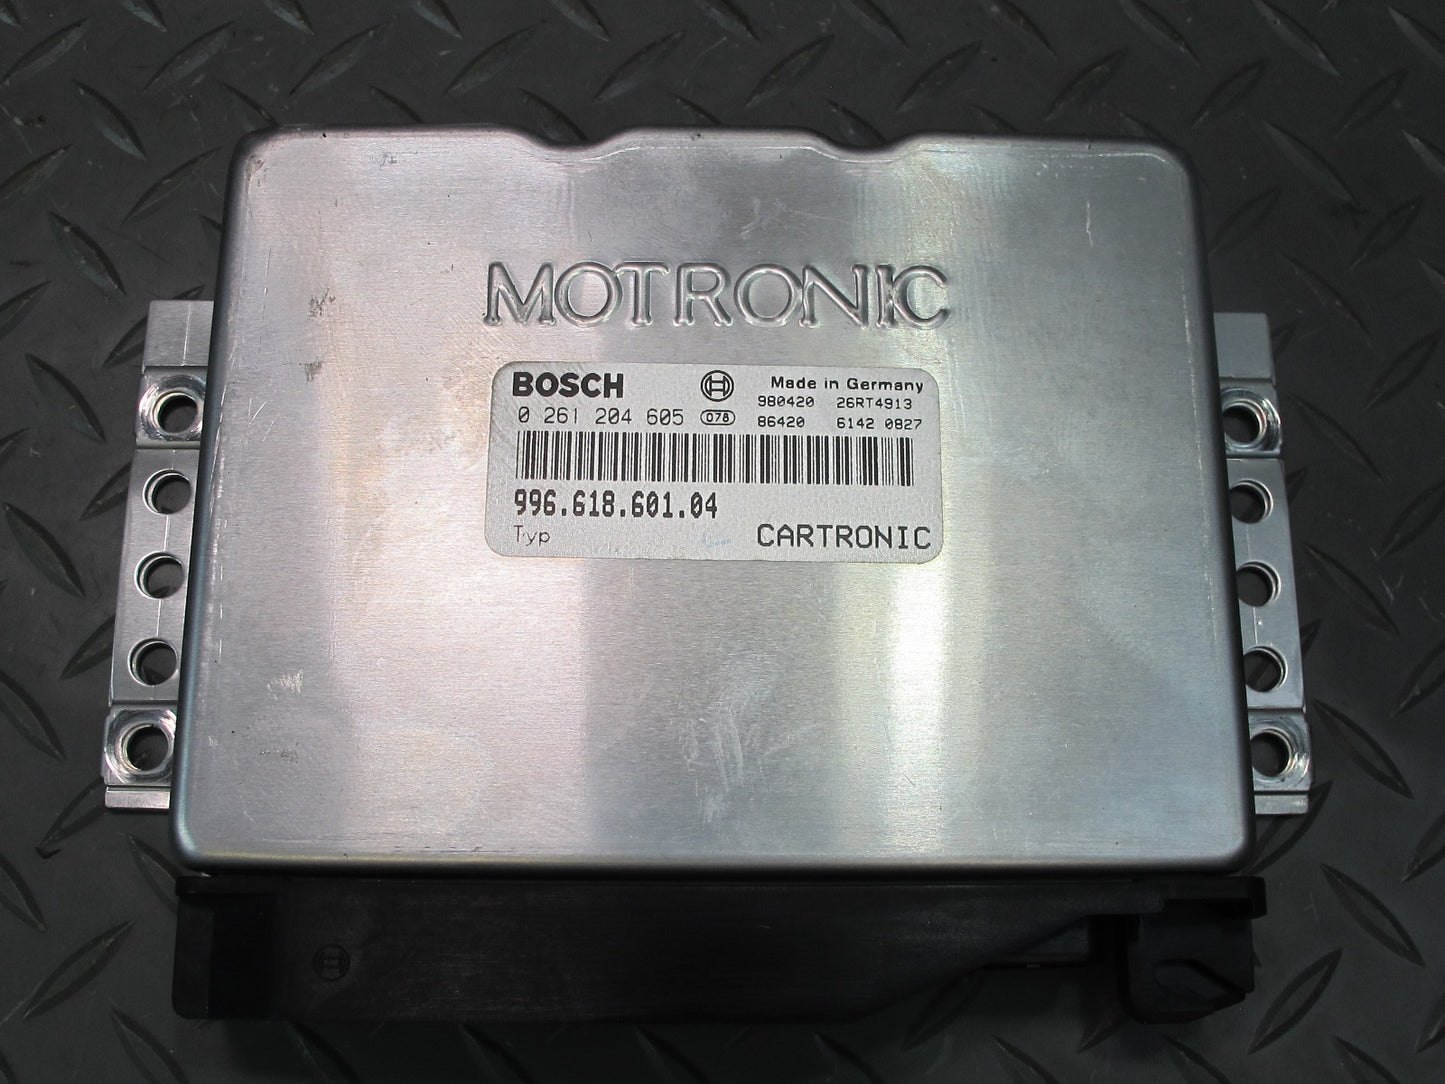 MOTRONIC
BOSCH Made in Germany
980420 26RT4913
0 261 204 605 078 86420 6142 0827
996.618.601.04
Typ CARTRONIC